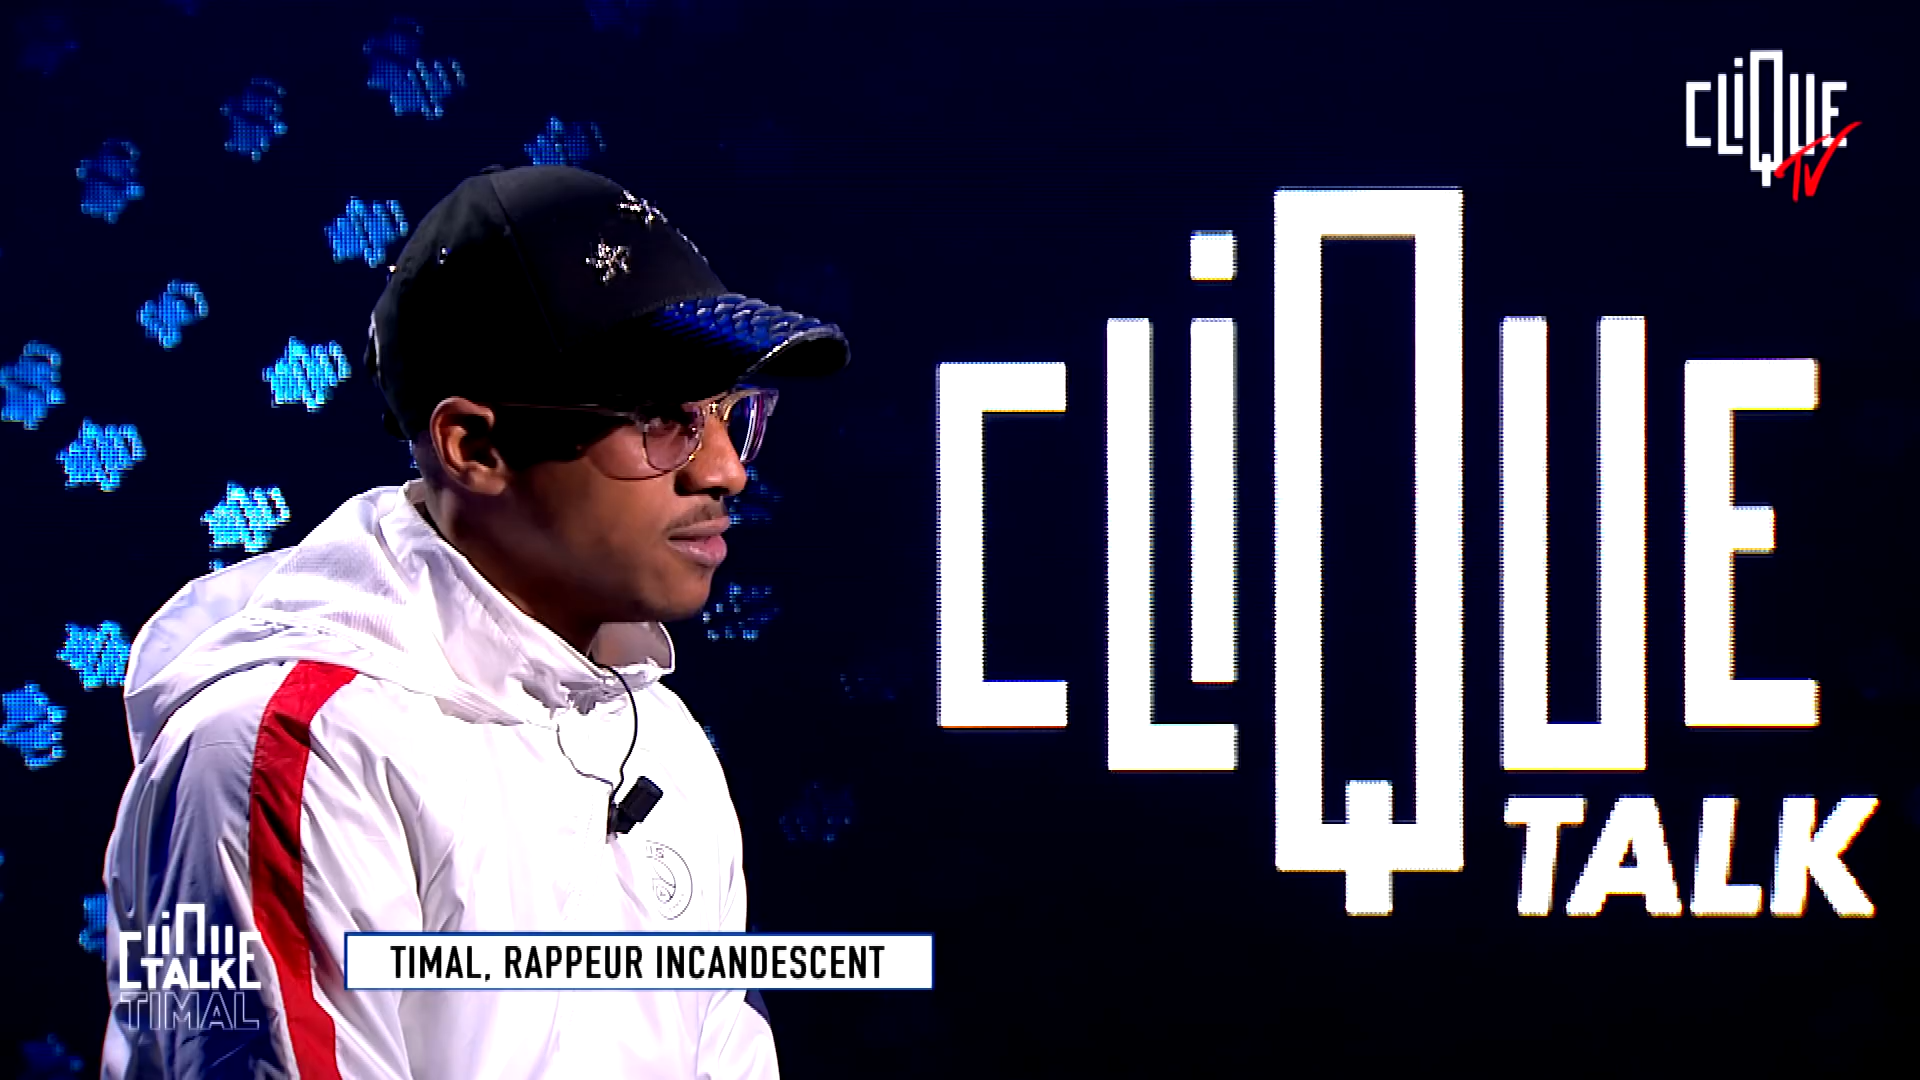 CLiQUE
TV
CLiQUE
TALK
CLiQUE
TALK
TIMAL
TIMAL, RAPPEUR INCANDESCENT